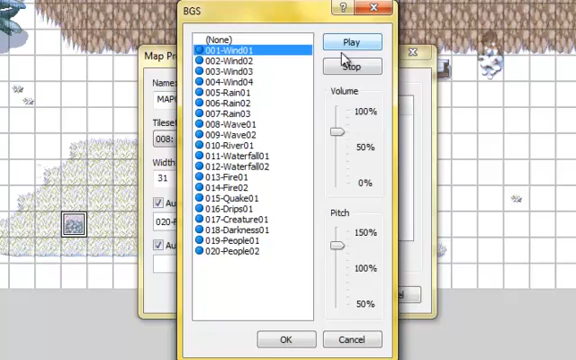 BGS
Map Pr
Name:
MAP
Tileset
008:
Width
31
Au
020-F
Au
(None)
001-Wind01
002-Wind02
003-Wind03
004-Wind04
005-Rain01
006-Rain02
007-Rain03
008-Wave01
009-Wave02
010-River01
011-Waterfall01
012-Waterfall02
013-Fire01
014-Fire02
015-Quake01
016-Drips01
017-Creature01
018-Darkness01
019-People01
020-People02
Play
Stop
Volume
100%
50%
0%
Pitch
150%
100%
50%
OK
Cancel
el